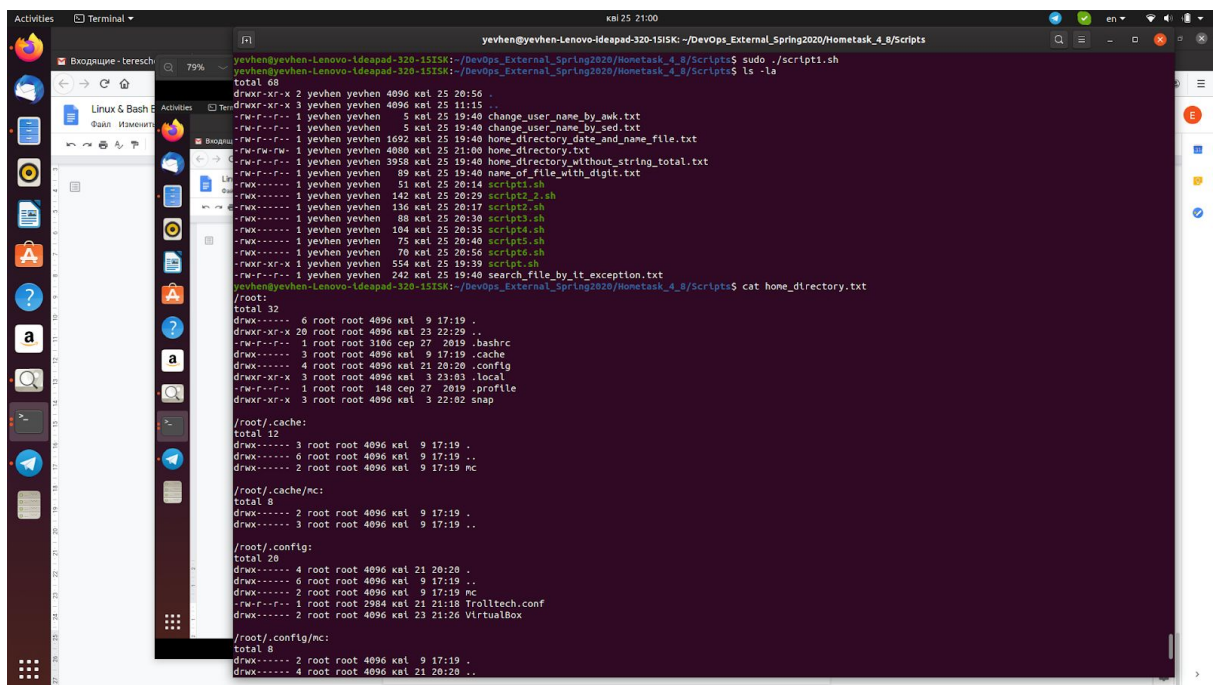 Activities Terminal ▾ кві 25 21:00 en ▾
yevhen@yevhen-Lenovo-ideapad-320-15ISK: ~/DevOps_External_Spring2020/Hometask_4_8/Scripts
Входящие - teresch
79%
Linux & Bash E
Файл Изменить
Activities
E
yevhen@yevhen-Lenovo-ideapad-320-15ISK:~/DevOps_External_Spring2020/Hometask_4_8/Scripts$ sudo ./script1.sh
yevhen@yevhen-Lenovo-ideapad-320-15ISK:~/DevOps_External_Spring2020/Hometask_4_8/Scripts$ ls -la
total 68
drwxr-xr-x 2 yevhen yevhen 4096 кві 25 20:56 .
drwxr-xr-x 3 yevhen yevhen 4096 кві 25 11:15 ..
-rw-r--r-- 1 yevhen yevhen    5 кві 25 19:40 change_user_name_by_awk.txt
-rw-r--r-- 1 yevhen yevhen    5 кві 25 19:40 change_user_name_by_sed.txt
-rw-r--r-- 1 yevhen yevhen 1692 кві 25 19:40 home_directory_date_and_name_file.txt
-rw-rw-rw- 1 yevhen yevhen 4080 кві 25 21:00 home_directory.txt
-rw-r--r-- 1 yevhen yevhen 3958 кві 25 19:40 home_directory_without_string_total.txt
-rw-r--r-- 1 yevhen yevhen   89 кві 25 19:40 name_of_file_with_digit.txt
-rwx------ 1 yevhen yevhen   51 кві 25 20:14 script1.sh
-rwx------ 1 yevhen yevhen  142 кві 25 20:29 script2_2.sh
-rwx------ 1 yevhen yevhen  136 кві 25 20:17 script2.sh
-rwx------ 1 yevhen yevhen   88 кві 25 20:30 script3.sh
-rwx------ 1 yevhen yevhen  104 кві 25 20:35 script4.sh
-rwx------ 1 yevhen yevhen   75 кві 25 20:40 script5.sh
-rwx------ 1 yevhen yevhen   70 кві 25 20:56 script6.sh
-rwxr-xr-x 1 yevhen yevhen  554 кві 25 19:39 script.sh
-rw-r--r-- 1 yevhen yevhen  242 кві 25 19:40 search_file_by_it_exception.txt
yevhen@yevhen-Lenovo-ideapad-320-15ISK:~/DevOps_External_Spring2020/Hometask_4_8/Scripts$ cat home_directory.txt
/root:
total 32
drwx------  6 root root 4096 кві  9 17:19 .
drwxr-xr-x 20 root root 4096 кві 23 22:29 ..
-rw-r--r--  1 root root 3106 сер 27  2019 .bashrc
drwx------  3 root root 4096 кві  9 17:19 .cache
drwx------  4 root root 4096 кві 21 20:20 .config
drwxr-xr-x  3 root root 4096 кві  3 23:03 .local
-rw-r--r--  1 root root  148 сер 27  2019 .profile
drwxr-xr-x  3 root root 4096 кві  3 22:02 snap
/root/.cache:
total 12
drwx------ 3 root root 4096 кві  9 17:19 .
drwx------ 6 root root 4096 кві  9 17:19 ..
drwx------ 2 root root 4096 кві  9 17:19 mc
/root/.cache/mc:
total 8
drwx------ 2 root root 4096 кві  9 17:19 .
drwx------ 3 root root 4096 кві  9 17:19 ..
/root/.config:
total 20
drwx------ 4 root root 4096 кві 21 20:20 .
drwx------ 6 root root 4096 кві  9 17:19 ..
drwx------ 2 root root 4096 кві  9 17:19 mc
-rw-r--r-- 1 root root 2984 кві 21 21:18 Trolltech.conf
drwx------ 2 root root 4096 кві 23 21:26 VirtualBox
/root/.config/mc:
total 8
drwx------ 2 root root 4096 кві  9 17:19 .
drwx------ 4 root root 4096 кві 21 20:20 ..